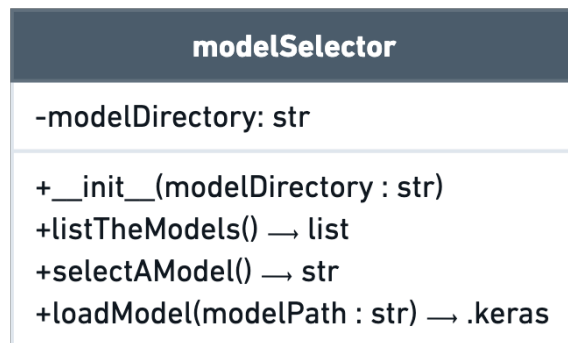 modelSelector
-modelDirectory: str
+__init__(modelDirectory : str)
+listTheModels() → list
+selectAModel() → str
+loadModel(modelPath : str) → .keras